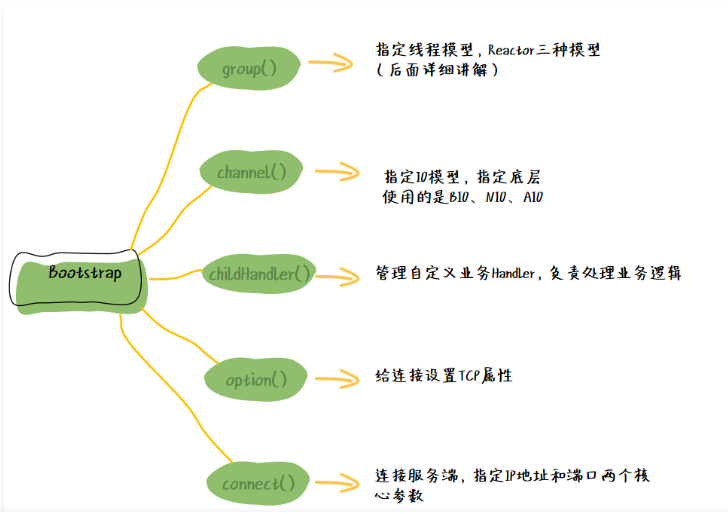 group()
指定线程模型，Reactor三种模型
（后面详细讲解）
channel()
指定IO模型，指定底层
使用的是BIO、NIO、AIO
Bootstrap
childHandler()
管理自定义业务Handler，负责处理业务逻辑
option()
给连接设置TCP属性
connect()
连接服务端，指定IP地址和端口两个核
心参数